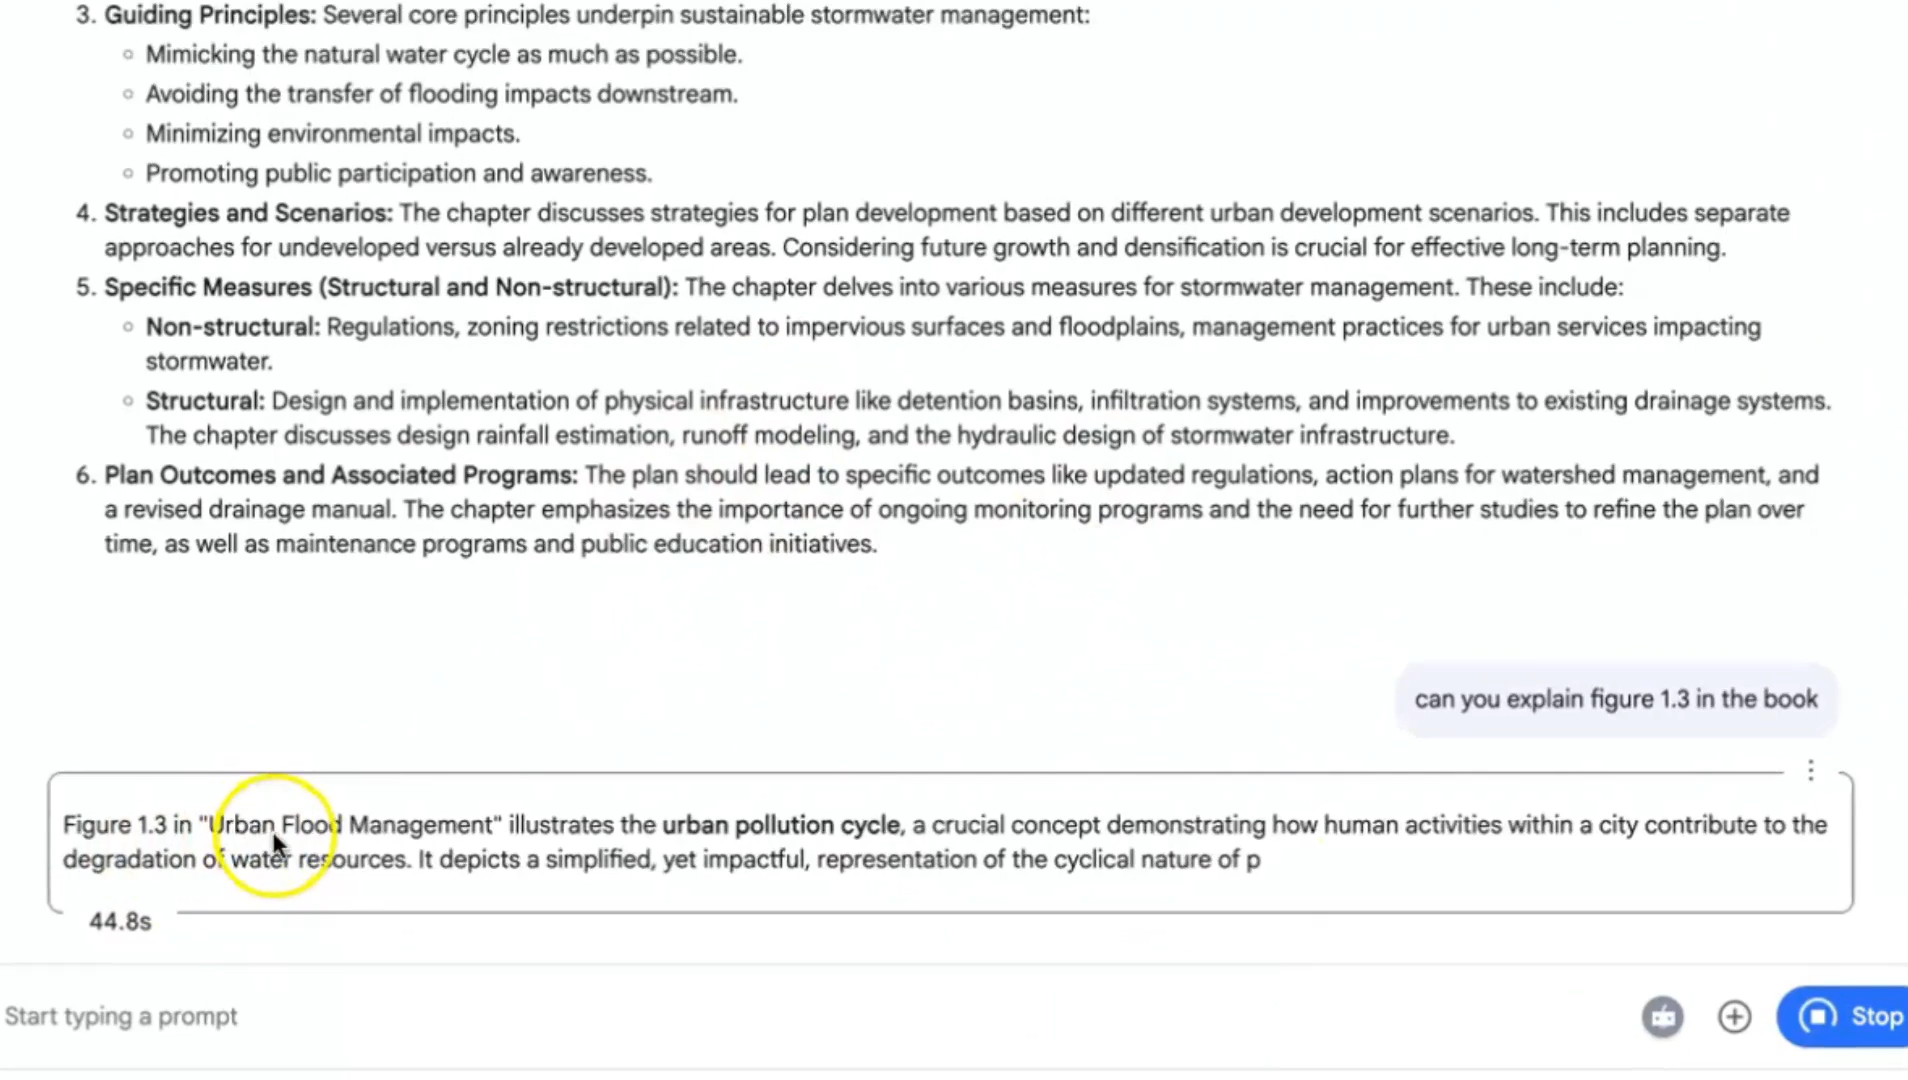 3. Guiding Principles: Several core principles underpin sustainable stormwater management:
○ Mimicking the natural water cycle as much as possible.
○ Avoiding the transfer of flooding impacts downstream.
○ Minimizing environmental impacts.
○ Promoting public participation and awareness.
4. Strategies and Scenarios: The chapter discusses strategies for plan development based on different urban development scenarios. This includes separate
approaches for undeveloped versus already developed areas. Considering future growth and densification is crucial for effective long-term planning.
5. Specific Measures (Structural and Non-structural): The chapter delves into various measures for stormwater management. These include:
○ Non-structural: Regulations, zoning restrictions related to impervious surfaces and floodplains, management practices for urban services impacting
stormwater.
○ Structural: Design and implementation of physical infrastructure like detention basins, infiltration systems, and improvements to existing drainage systems.
The chapter discusses design rainfall estimation, runoff modeling, and the hydraulic design of stormwater infrastructure.
6. Plan Outcomes and Associated Programs: The plan should lead to specific outcomes like updated regulations, action plans for watershed management, and
a revised drainage manual. The chapter emphasizes the importance of ongoing monitoring programs and the need for further studies to refine the plan over
time, as well as maintenance programs and public education initiatives.
can you explain figure 1.3 in the book
Figure 1.3 in "Urban Flood Management" illustrates the urban pollution cycle, a crucial concept demonstrating how human activities within a city contribute to the
degradation of water resources. It depicts a simplified, yet impactful, representation of the cyclical nature of p
44.8s
Start typing a prompt
Stop